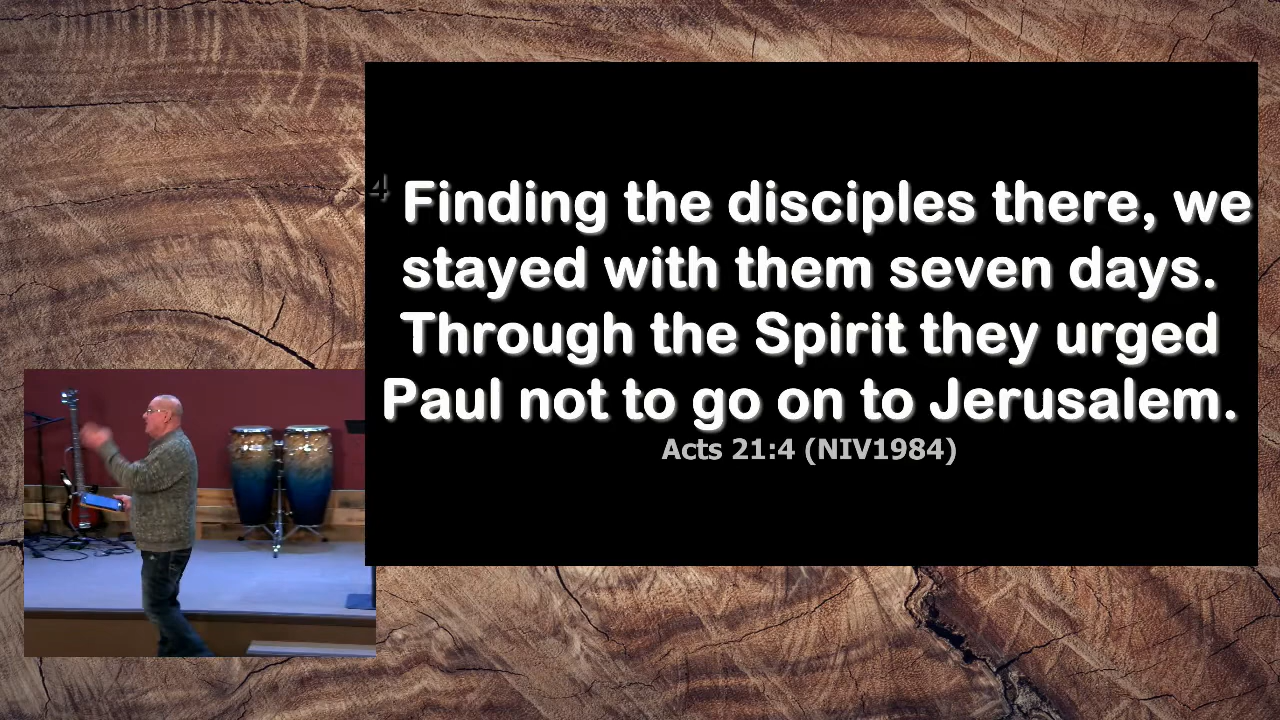 4 Finding the disciples there, we
stayed with them seven days.
Through the Spirit they urged
Paul not to go on to Jerusalem.
Acts 21:4 (NIV1984)